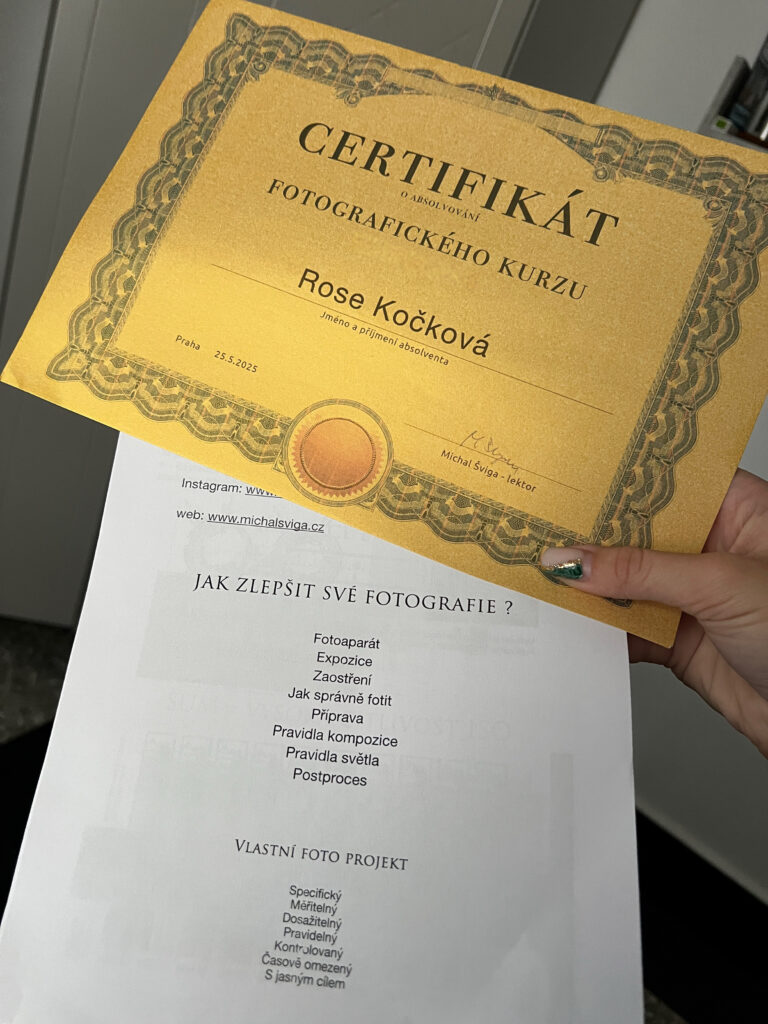 CERTIFIKÁT
O ABSOLVOVÁNÍ
FOTOGRAFICKÉHO KURZU
Rose Kočková
Jméno a příjmení absolventa
Praha 25.5.2025
Michal Šviga - lektor
Instagram: www.
web: www.michalsviga.cz
JAK ZLEPŠIT SVÉ FOTOGRAFIE ?
Fotoaparát
Expozice
Zaostření
Jak správně fotit
Příprava
Pravidla kompozice
Pravidla světla
Postproces
VLASTNÍ FOTO PROJEKT
Specifický
Měřitelný
Dosažitelný
Pravidelný
Kontrolovaný
Časově omezený
S jasným cílem